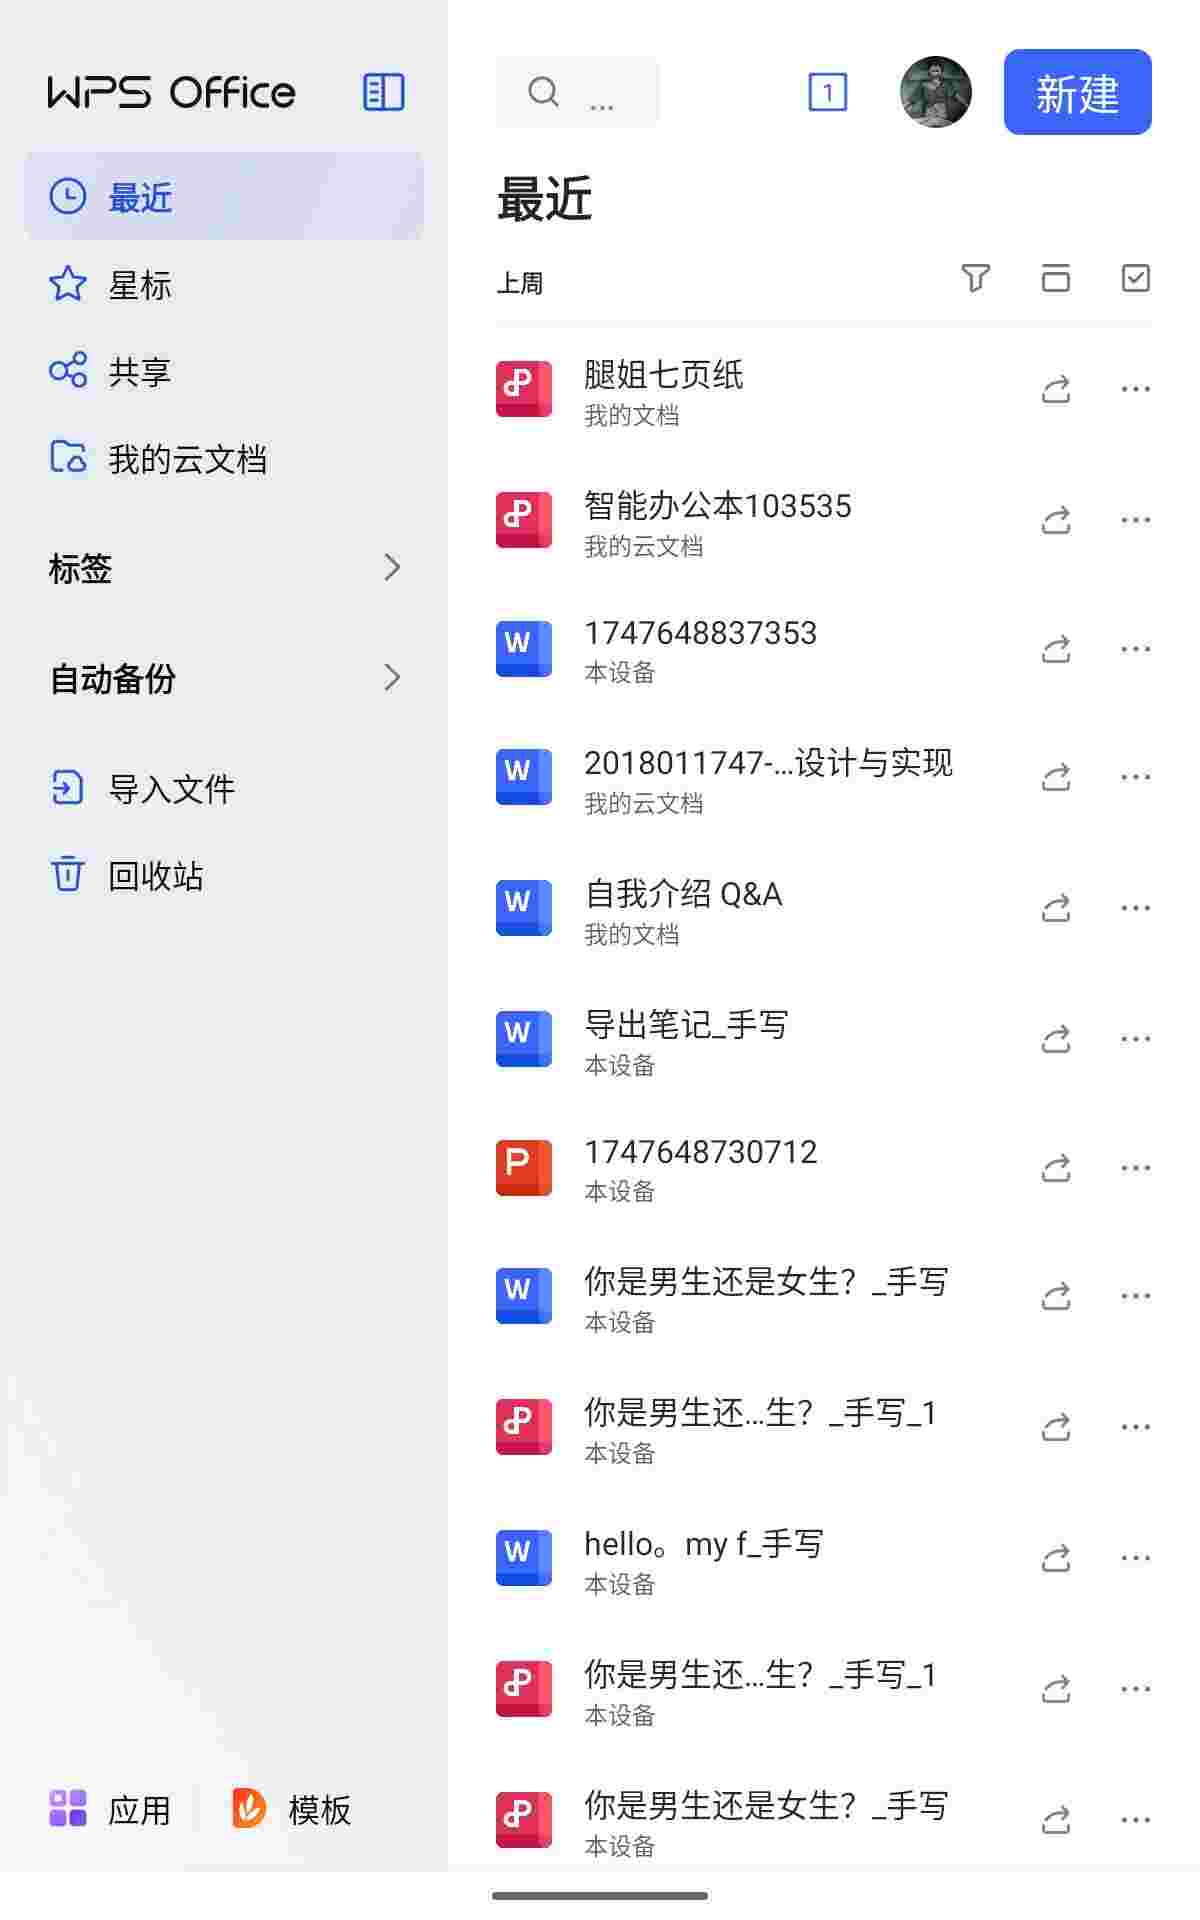 WPS Office
最近
星标
共享
我的云文档
标签
自动备份
导入文件
回收站
应用
模板
...
1
新建
最近
上周
腿姐七页纸
我的文档
智能办公本103535
我的云文档
1747648837353
本设备
2018011747-...设计与实现
我的云文档
自我介绍 Q&A
我的文档
导出笔记_手写
本设备
1747648730712
本设备
你是男生还是女生？_手写
本设备
你是男生还...生？_手写_1
本设备
hello。my f_手写
本设备
你是男生还...生？_手写_1
本设备
你是男生还是女生？_手写
本设备